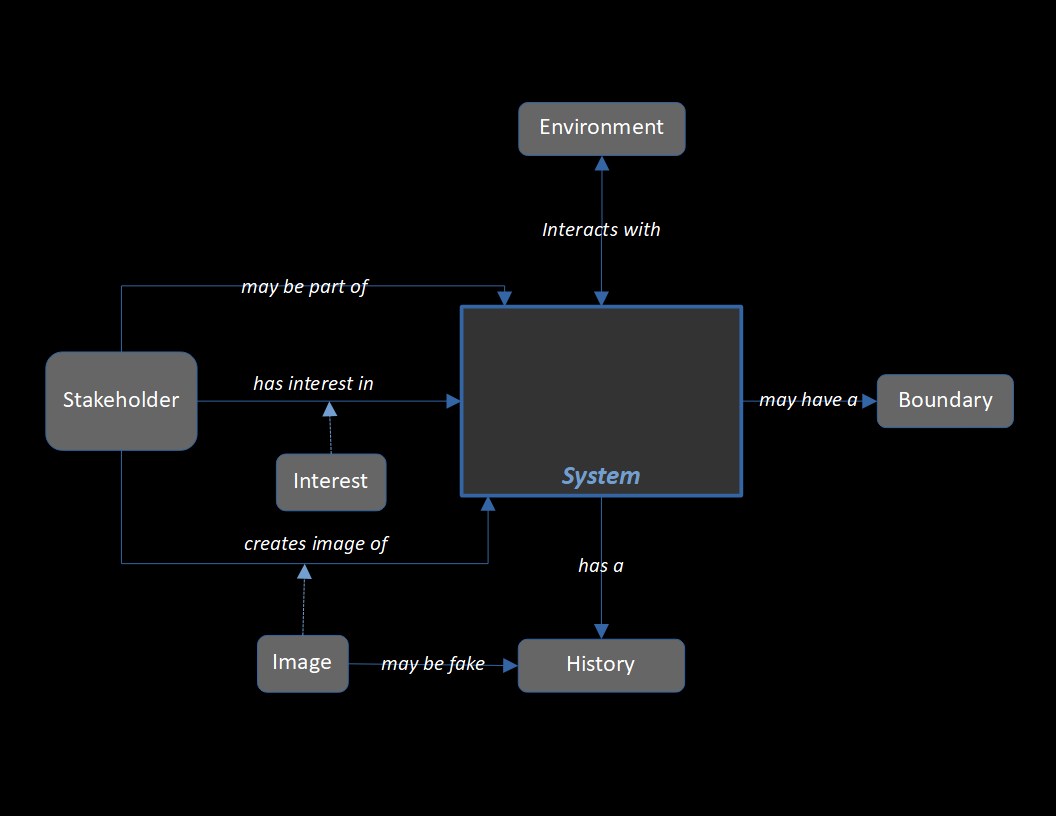 Environment
Interacts with
may be part of
has interest in
Stakeholder
may have a
Boundary
Interest
System
creates image of
has a
Image
may be fake
History